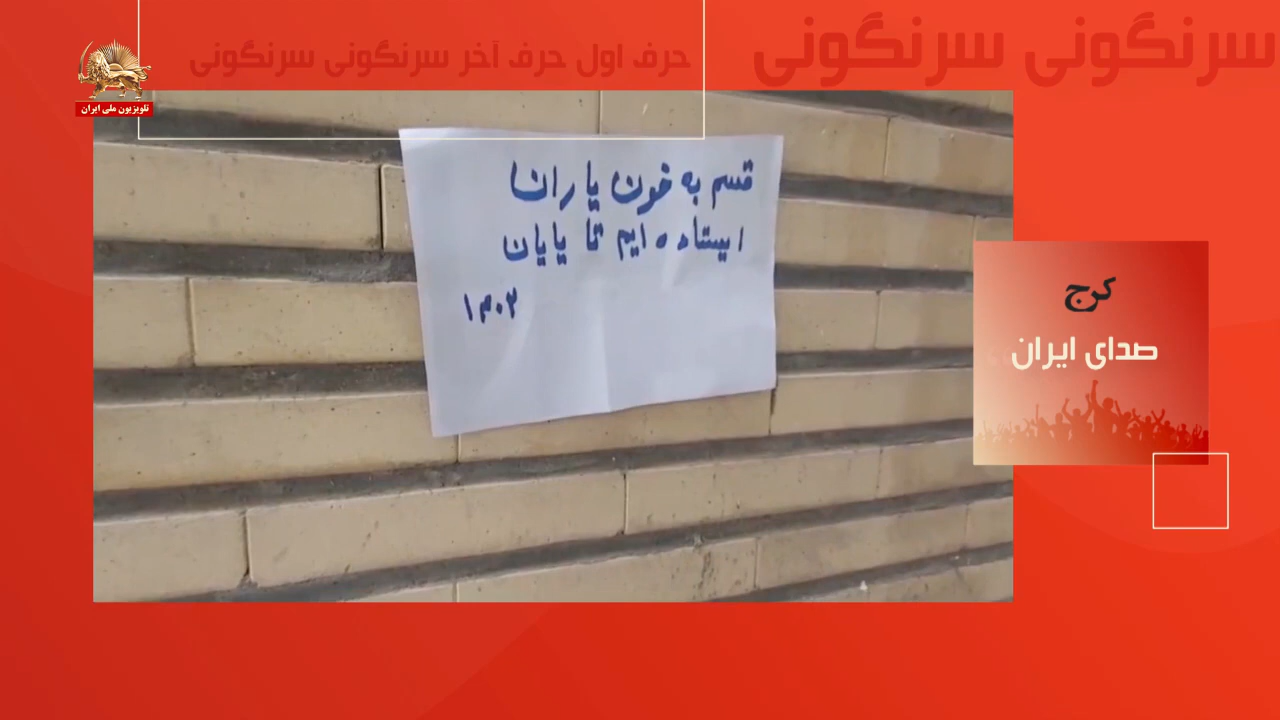 سرنگونی سرنگونی
حرف اول حرف آخر سرنگونی سرنگونی
تلویزیون ملی ایران
قسم به خون یاران
ایستاده ایم تا پایان
۱۴۰۲
کرج
صدای ایران